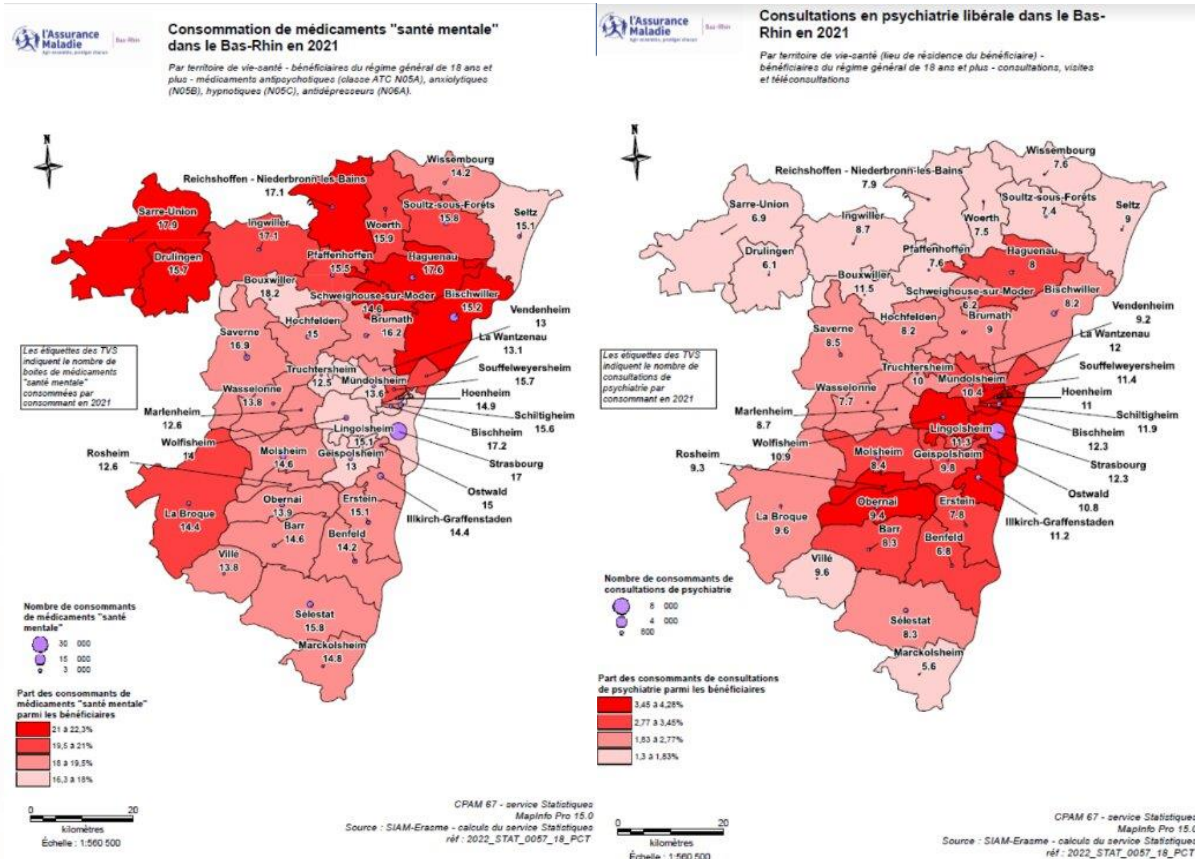 l'Assurance
Maladie
Agir ensemble, protéger chacun
Bas-Rhin
Consommation de médicaments "santé mentale"
dans le Bas-Rhin en 2021
Par territoire de vie-santé - bénéficiaires du régime général de 18 ans et
plus - médicaments antipsychotiques (classe ATC N05A), anxiolytiques
(N05B), hypnotiques (N05C), antidépresseurs (N06A).
N
Wissembourg
14.2
Reichshoffen - Niederbronn-les-Bains
17.1
Soultz-sous-Forêts
15.8
Seltz
15.1
Sarre-Union
17.9
Woerth
15.9
Ingwiller
17.1
Drulingen
15.7
Pfaffenhoffen
15.5
Haguenau
17.6
Bouxwiller
18.2
Schweighouse-sur-Moder
14.6
Bischwiller
15.2
Hochfelden
15
Brumath
16.2
Vendenheim
13
Saverne
16.9
La Wantzenau
13.1
Les étiquettes des TVS
indiquent le nombre de
boites de médicaments
"santé mentale"
consommées par
consommant en 2021
Truchtersheim
12.5
Mundolsheim
13.6
Souffelweyersheim
15.7
Wasselonne
13.8
Hoenheim
14.9
Marlenheim
12.6
Schiltigheim
15.6
Wolfisheim
14
Lingolsheim
15.1
Bischheim
17.2
Rosheim
12.6
Molsheim
14.6
Geispolsheim
13
Strasbourg
17
Ostwald
15
Obernai
13.9
Erstein
15.1
Illkirch-Graffenstaden
14.4
La Broque
14.4
Barr
14.6
Benfeld
14.2
Villé
13.8
Sélestat
15.8
Marckolsheim
14.8
Nombre de consommants
de médicaments "santé
mentale"
30 000
15 000
3 000
Part des consommants de
médicaments "santé mentale"
parmi les bénéficiaires
21 à 22,3%
19,5 à 21%
18 à 19,5%
16,3 à 18%
0 20
kilomètres
Échelle : 1:560 500
CPAM 67 - service Statistiques
MapInfo Pro 15.0
Source : SIAM-Erasme - calculs du service Statistiques
réf : 2022_STAT_0057_18_PCT
l'Assurance
Maladie
Agir ensemble, protéger chacun
Bas-Rhin
Consultations en psychiatrie libérale dans le Bas-
Rhin en 2021
Par territoire de vie-santé (lieu de résidence du bénéficiaire) -
bénéficiaires du régime général de 18 ans et plus - consultations, visites
et téléconsultations
N
Wissembourg
7.6
Reichshoffen - Niederbronn-les-Bains
7.9
Soultz-sous-Forêts
7.4
Seltz
9
Sarre-Union
6.9
Woerth
7.5
Ingwiller
8.7
Drulingen
6.1
Pfaffenhoffen
7.6
Haguenau
8
Bouxwiller
11.5
Schweighouse-sur-Moder
6.2
Bischwiller
8.2
Hochfelden
8.2
Brumath
9
Vendenheim
9.2
Saverne
8.5
La Wantzenau
12
Les étiquettes des TVS
indiquent le nombre de
consultations de
psychiatrie par
consommant en 2021
Truchtersheim
10
Mundolsheim
10.4
Souffelweyersheim
11.4
Wasselonne
7.7
Hoenheim
11
Marlenheim
8.7
Schiltigheim
11.9
Wolfisheim
10.9
Lingolsheim
11.3
Bischheim
12.3
Rosheim
9.3
Molsheim
8.4
Geispolsheim
9.8
Strasbourg
12.3
Ostwald
10.8
Obernai
9.4
Erstein
7.8
Illkirch-Graffenstaden
11.2
La Broque
9.6
Barr
8.3
Benfeld
6.8
Villé
9.6
Sélestat
8.3
Marckolsheim
5.6
Nombre de consommants de
consultations de psychiatrie
8 000
4 000
800
Part des consommants de consultations
de psychiatrie parmi les bénéficiaires
3,45 à 4,28%
2,77 à 3,45%
1,83 à 2,77%
1,3 à 1,83%
0 20
kilomètres
Échelle : 1:560 500
CPAM 67 - service Statistiques
MapInfo Pro 15.0
Source : SIAM-Erasme - calculs du service Statistiques
réf : 2022_STAT_0057_18_PCT